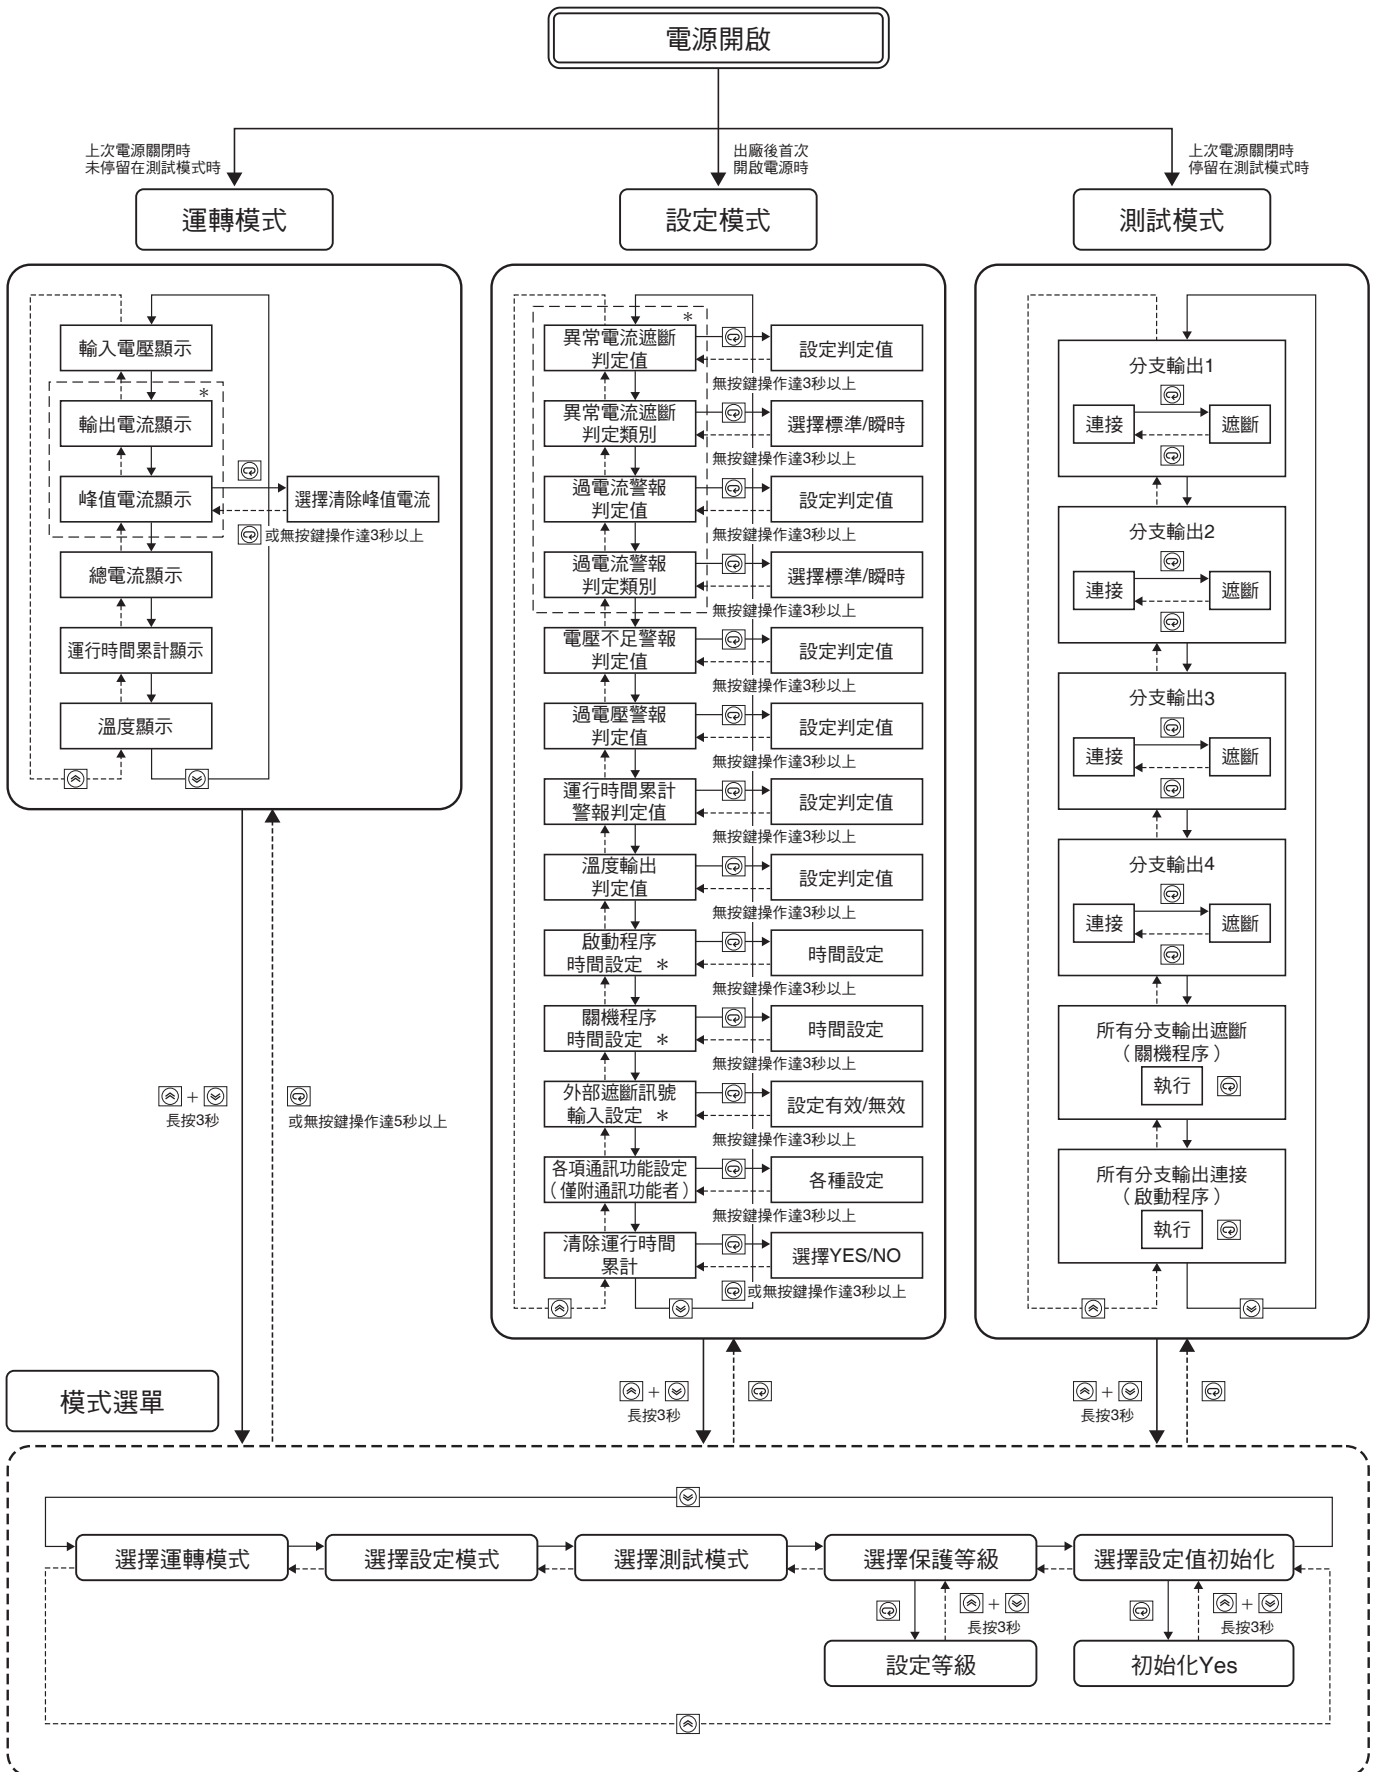 電源開啟
上次電源關閉時
未停留在測試模式時
出廠後首次
開啟電源時
上次電源關閉時
停留在測試模式時
運轉模式
設定模式
測試模式
輸入電壓顯示
*
輸出電流顯示
峰值電流顯示
選擇清除峰值電流
或無按鍵操作達3秒以上
總電流顯示
運行時間累計顯示
溫度顯示
*
異常電流遮斷
判定值
設定判定值
無按鍵操作達3秒以上
異常電流遮斷
判定類別
選擇標準/瞬時
無按鍵操作達3秒以上
過電流警報
判定值
設定判定值
無按鍵操作達3秒以上
過電流警報
判定類別
選擇標準/瞬時
無按鍵操作達3秒以上
電壓不足警報
判定值
設定判定值
無按鍵操作達3秒以上
過電壓警報
判定值
設定判定值
無按鍵操作達3秒以上
運行時間累計
警報判定值
設定判定值
無按鍵操作達3秒以上
溫度輸出
判定值
設定判定值
無按鍵操作達3秒以上
啟動程序
時間設定 *
時間設定
無按鍵操作達3秒以上
關機程序
時間設定 *
時間設定
無按鍵操作達3秒以上
外部遮斷訊號
輸入設定 *
設定有效/無效
無按鍵操作達3秒以上
各項通訊功能設定
（僅附通訊功能者）
各種設定
無按鍵操作達3秒以上
清除運行時間
累計
選擇YES/NO
或無按鍵操作達3秒以上
分支輸出1
連接
遮斷
分支輸出2
連接
遮斷
分支輸出3
連接
遮斷
分支輸出4
連接
遮斷
所有分支輸出遮斷
（關機程序）
執行
所有分支輸出連接
（啟動程序）
執行
+
長按3秒
或無按鍵操作達5秒以上
+
長按3秒
+
長按3秒
模式選單
選擇運轉模式
選擇設定模式
選擇測試模式
選擇保護等級
選擇設定值初始化
+
長按3秒
+
長按3秒
設定等級
初始化Yes